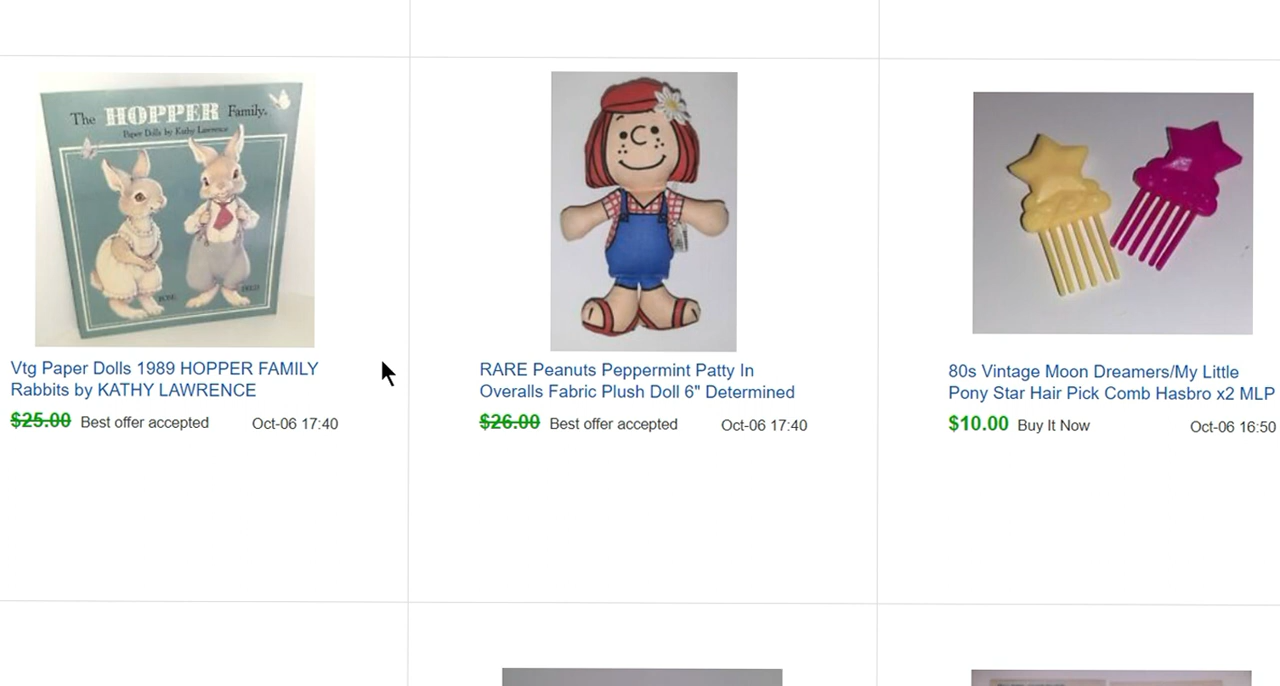 The HOPPER Family.
Paper Dolls by Kathy Lawrence
ROSE
FRED
Vtg Paper Dolls 1989 HOPPER FAMILY
Rabbits by KATHY LAWRENCE
$25.00 Best offer accepted Oct-06 17:40
RARE Peanuts Peppermint Patty In
Overalls Fabric Plush Doll 6" Determined
$26.00 Best offer accepted Oct-06 17:40
80s Vintage Moon Dreamers/My Little
Pony Star Hair Pick Comb Hasbro x2 MLP
$10.00 Buy It Now Oct-06 16:50